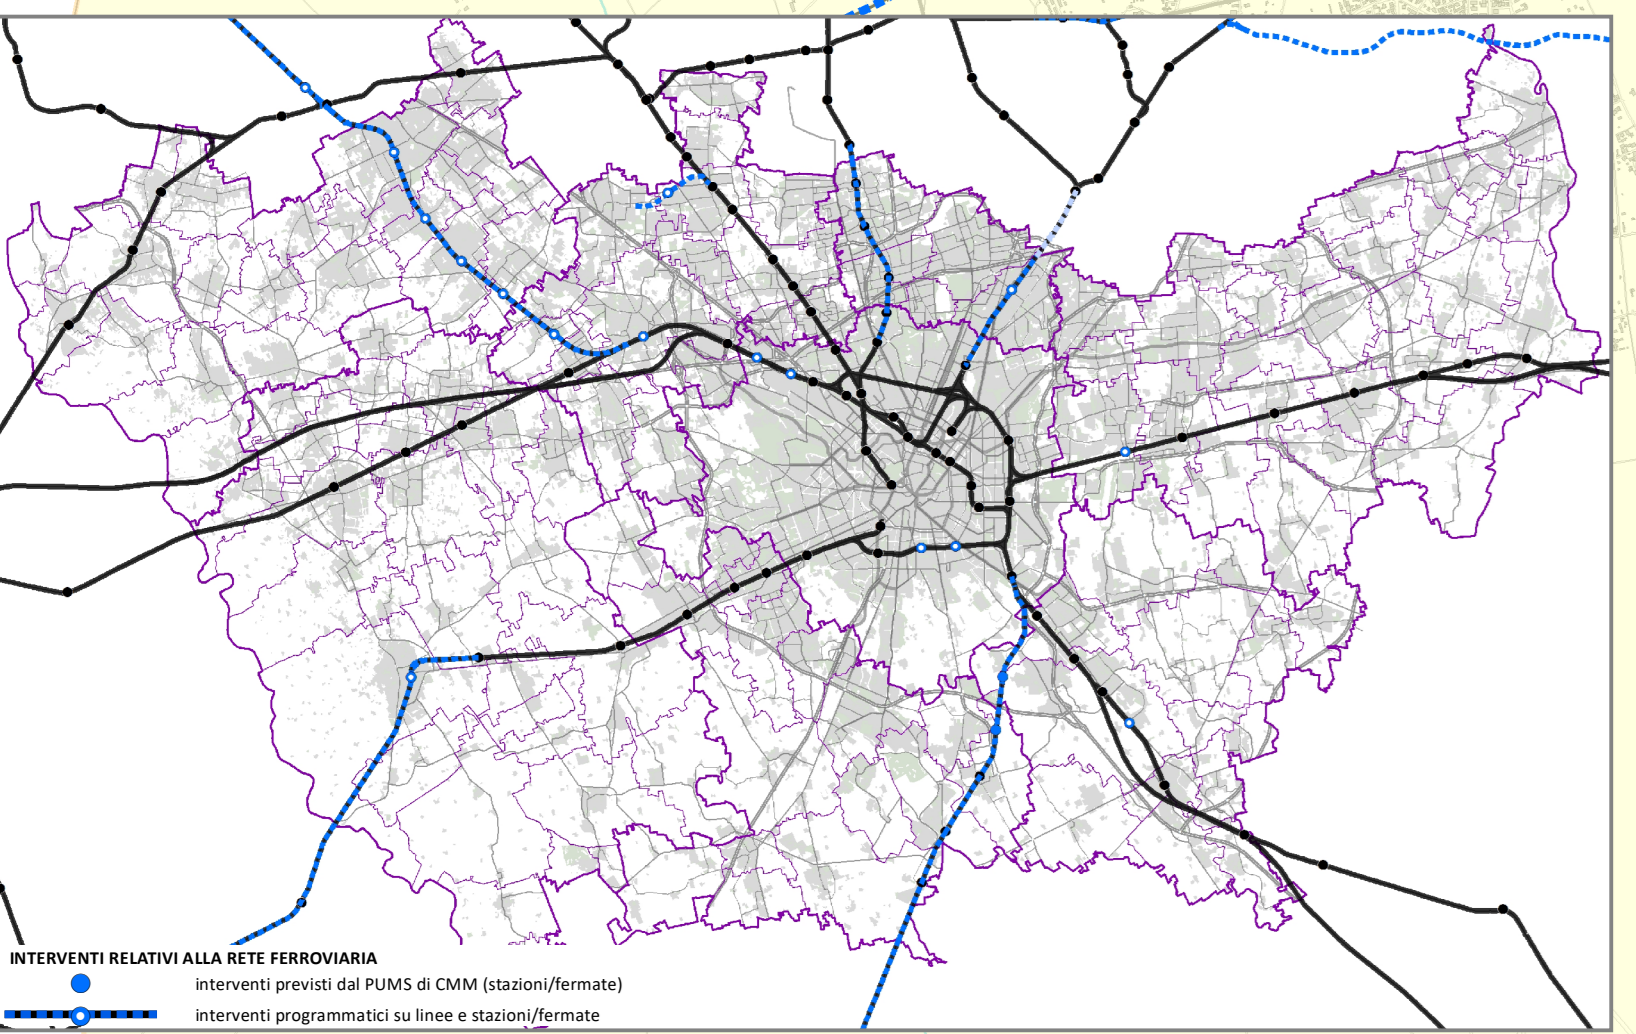 INTERVENTI RELATIVI ALLA RETE FERROVIARIA
interventi previsti dal PUMS di CMM (stazioni/fermate)
interventi programmatici su linee e stazioni/fermate